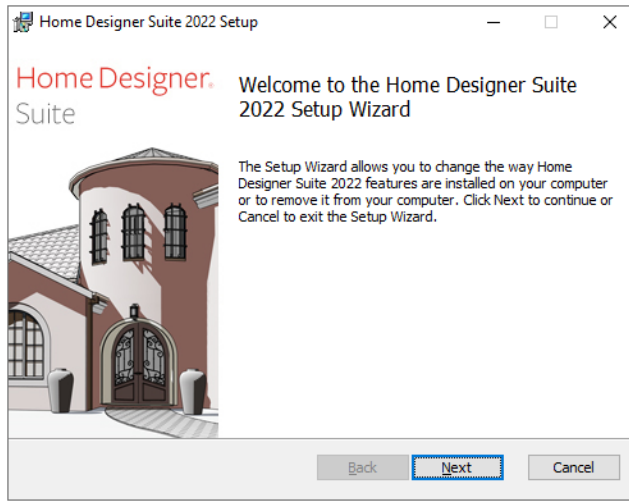 Home Designer Suite 2022 Setup
Home Designer®
Suite
Welcome to the Home Designer Suite
2022 Setup Wizard
The Setup Wizard allows you to change the way Home
Designer Suite 2022 features are installed on your computer
or to remove it from your computer. Click Next to continue or
Cancel to exit the Setup Wizard.
Back Next Cancel